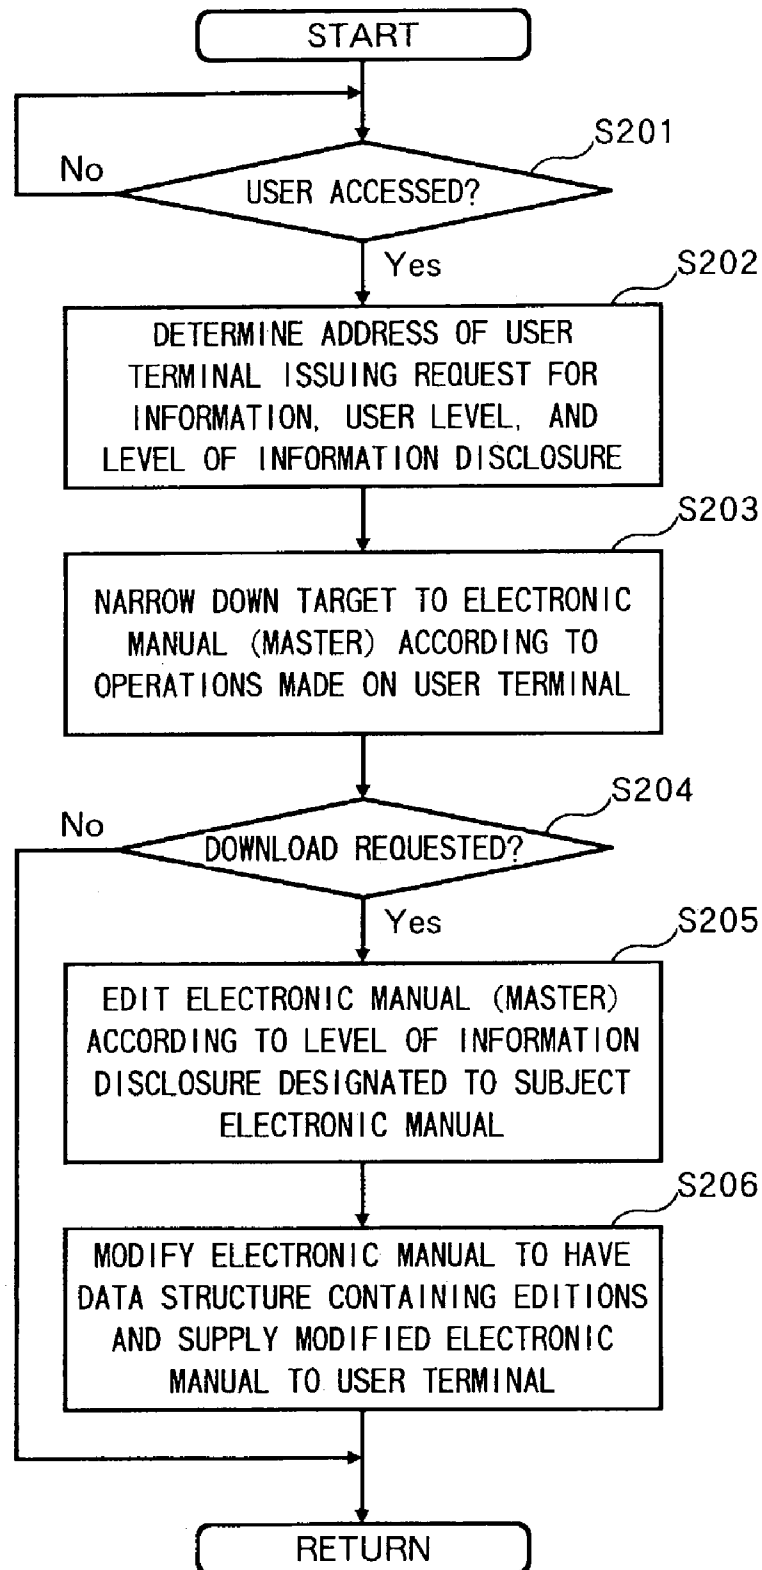 START
S201
No
USER ACCESSED?
Yes
S202
DETERMINE ADDRESS OF USER
TERMINAL ISSUING REQUEST FOR
INFORMATION, USER LEVEL, AND
LEVEL OF INFORMATION DISCLOSURE
S203
NARROW DOWN TARGET TO ELECTRONIC
MANUAL (MASTER) ACCORDING TO
OPERATIONS MADE ON USER TERMINAL
S204
No
DOWNLOAD REQUESTED?
Yes
S205
EDIT ELECTRONIC MANUAL (MASTER)
ACCORDING TO LEVEL OF INFORMATION
DISCLOSURE DESIGNATED TO SUBJECT
ELECTRONIC MANUAL
S206
MODIFY ELECTRONIC MANUAL TO HAVE
DATA STRUCTURE CONTAINING EDITIONS
AND SUPPLY MODIFIED ELECTRONIC
MANUAL TO USER TERMINAL
RETURN